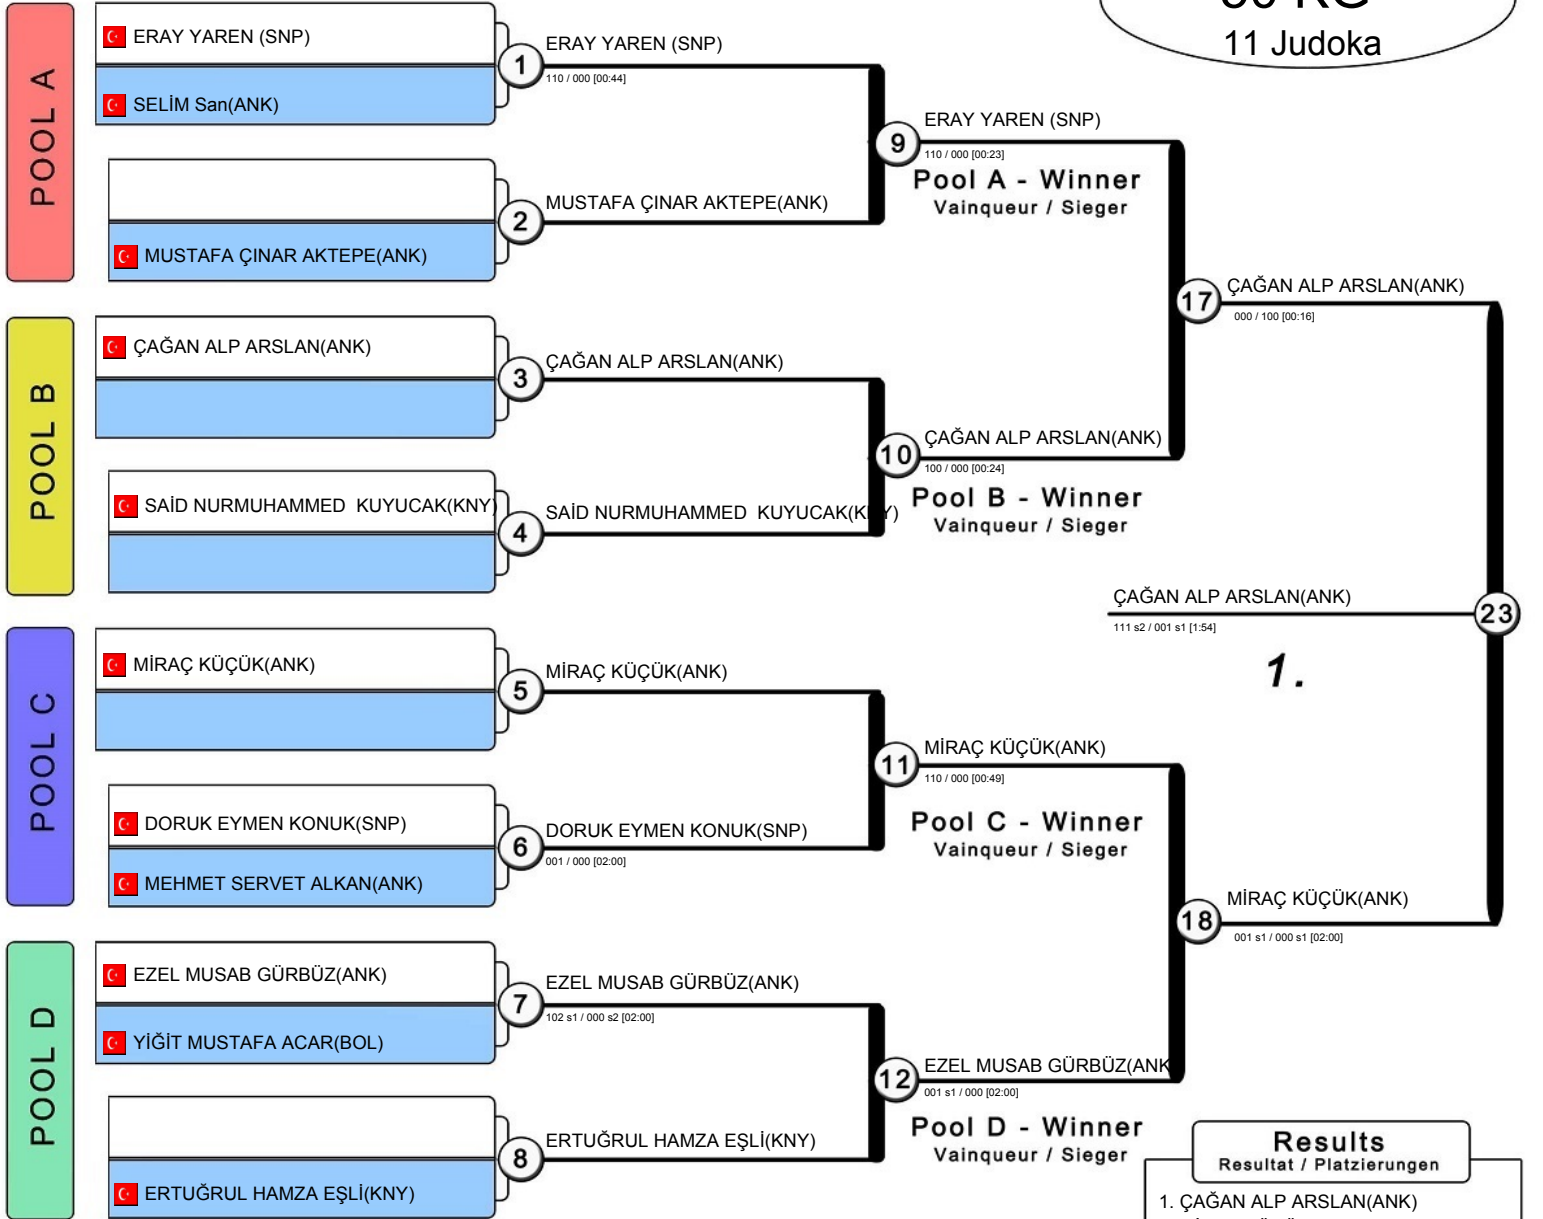 11 Judoka
POOL A
ERAY YAREN (SNP)
SELİM San(ANK)
1
ERAY YAREN (SNP)
110 / 000 [00:44]
MUSTAFA ÇINAR AKTEPE(ANK)
2
MUSTAFA ÇINAR AKTEPE(ANK)
9
ERAY YAREN (SNP)
110 / 000 [00:23]
Pool A - Winner
Vainqueur / Sieger
POOL B
ÇAĞAN ALP ARSLAN(ANK)
3
ÇAĞAN ALP ARSLAN(ANK)
SAİD NURMUHAMMED KUYUCAK(KNY)
4
SAİD NURMUHAMMED KUYUCAK(KNY)
10
ÇAĞAN ALP ARSLAN(ANK)
100 / 000 [00:24]
Pool B - Winner
Vainqueur / Sieger
17
ÇAĞAN ALP ARSLAN(ANK)
000 / 100 [00:16]
POOL C
MİRAÇ KÜÇÜK(ANK)
5
MİRAÇ KÜÇÜK(ANK)
DORUK EYMEN KONUK(SNP)
MEHMET SERVET ALKAN(ANK)
6
DORUK EYMEN KONUK(SNP)
001 / 000 [02:00]
11
MİRAÇ KÜÇÜK(ANK)
110 / 000 [00:49]
Pool C - Winner
Vainqueur / Sieger
POOL D
EZEL MUSAB GÜRBÜZ(ANK)
YİĞİT MUSTAFA ACAR(BOL)
7
EZEL MUSAB GÜRBÜZ(ANK)
102 s1 / 000 s2 [02:00]
ERTUĞRUL HAMZA EŞLİ(KNY)
8
ERTUĞRUL HAMZA EŞLİ(KNY)
12
EZEL MUSAB GÜRBÜZ(ANK
001 s1 / 000 [02:00]
Pool D - Winner
Vainqueur / Sieger
18
MİRAÇ KÜÇÜK(ANK)
001 s1 / 000 s1 [02:00]
23
ÇAĞAN ALP ARSLAN(ANK)
111 s2 / 001 s1 [1:54]
1.
Results
Resultat / Platzierungen
1. ÇAĞAN ALP ARSLAN(ANK)